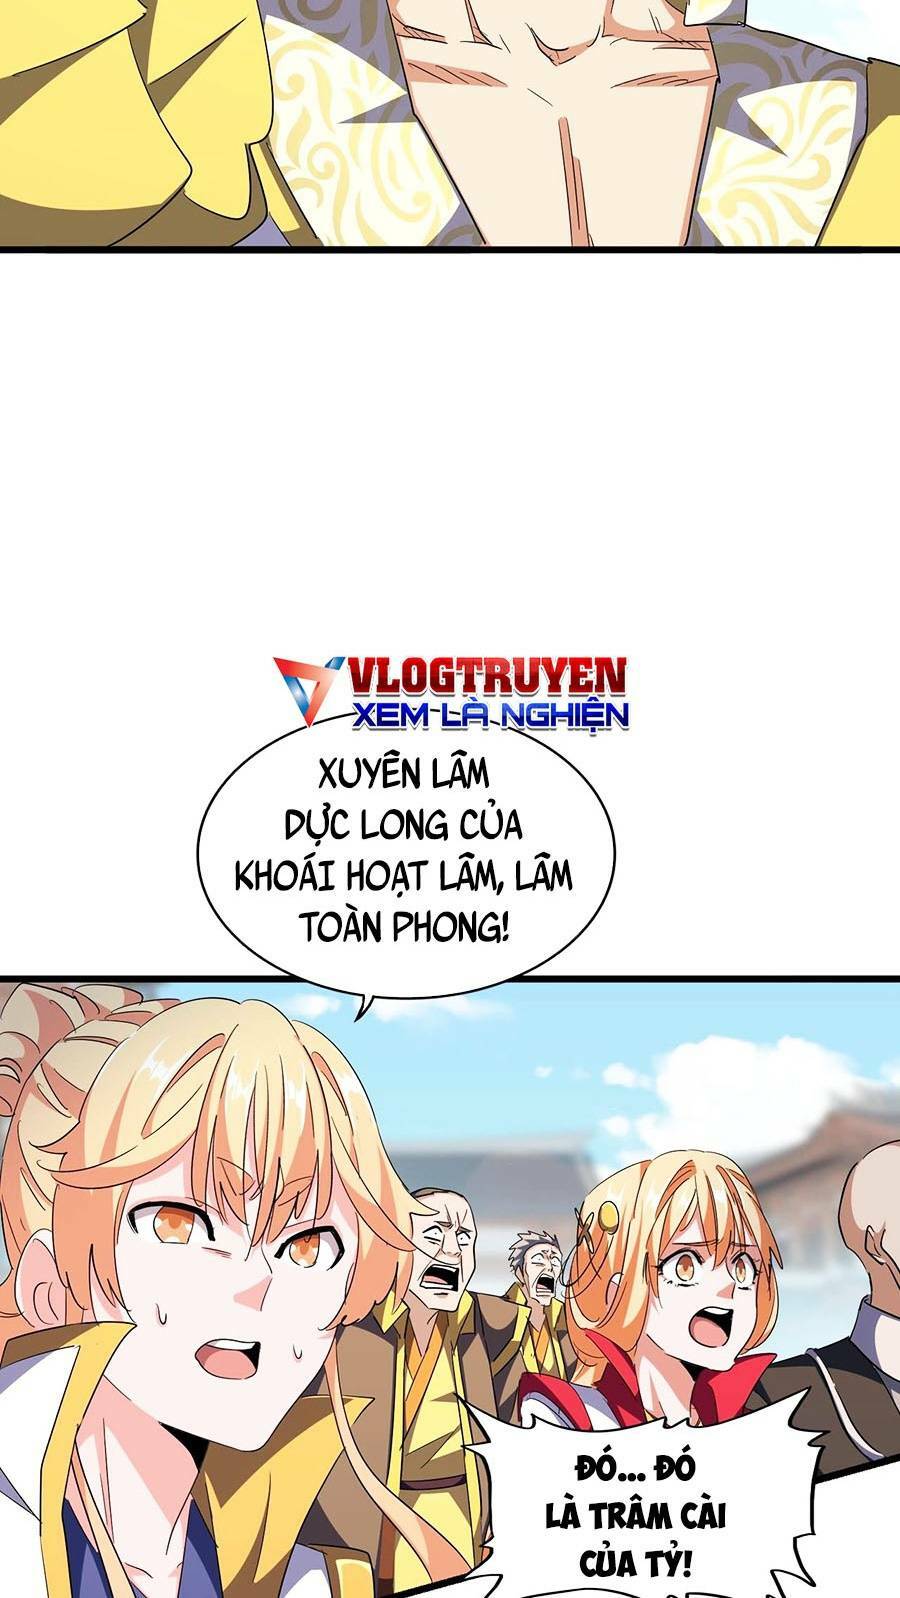 VLOGTRUYEN
XEM LÀ NGHIỆN
XUYÊN LÂM
DỰC LONG CỦA
KHOÁI HOẠT LÂM, LÂM
TOÀN PHONG!
ĐÓ... ĐÓ
LÀ TRÂM CÀI
CỦA TỶ!